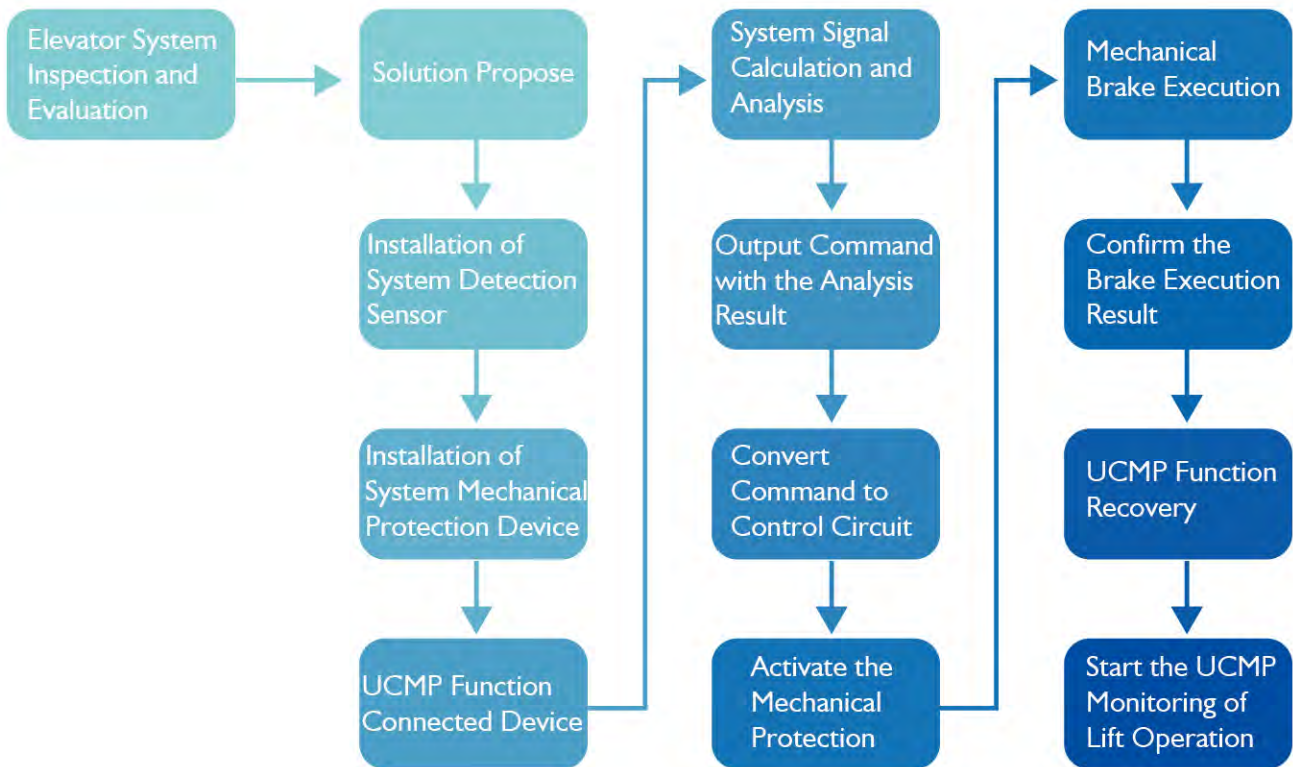 Elevator System
Inspection and
Evaluation
Solution Propose
Installation of
System Detection
Sensor
Installation of
System Mechanical
Protection Device
UCMP Function
Connected Device
System Signal
Calculation and
Analysis
Output Command
with the Analysis
Result
Convert
Command to
Control Circuit
Activate the
Mechanical
Protection
Mechanical
Brake Execution
Confirm the
Brake Execution
Result
UCMP Function
Recovery
Start the UCMP
Monitoring of
Lift Operation